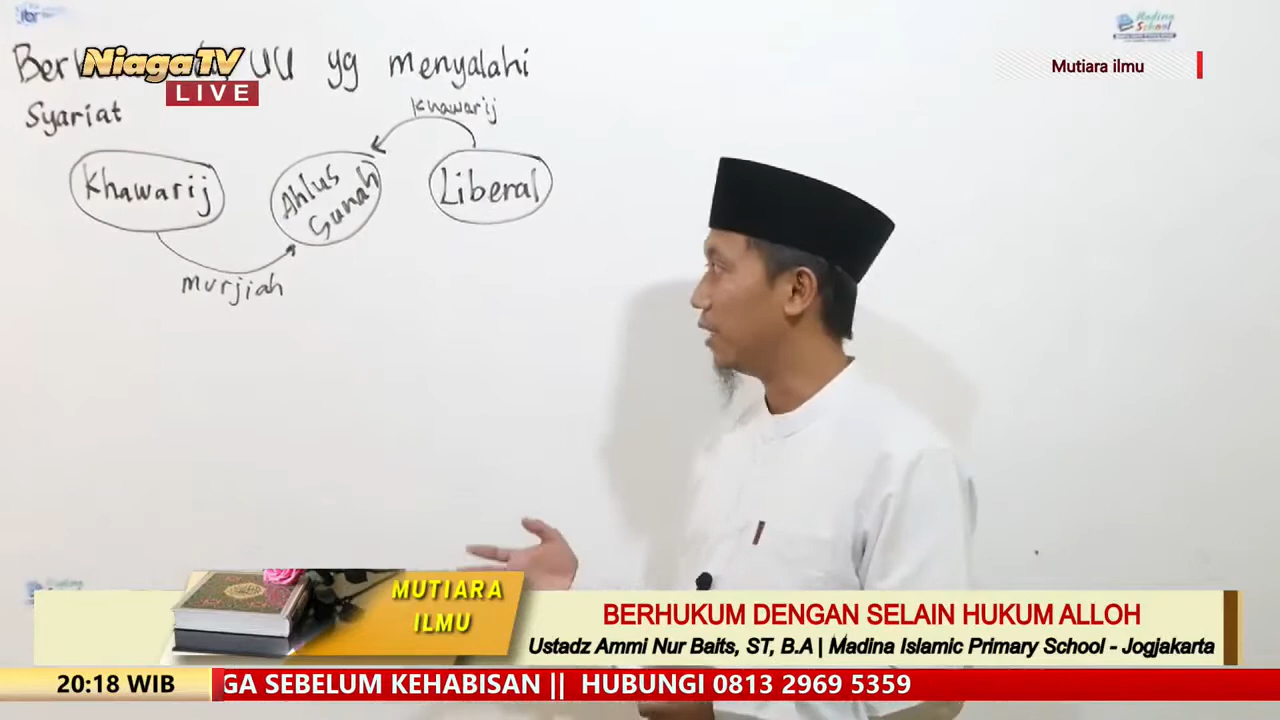 NiagaTV
LIVE
Mutiara ilmu
UU yg menyalahi
Syariat
Khawarij
Khawarij
Ahlus
Sunah
Liberal
murjiah
MUTIARA
ILMU
BERHUKUM DENGAN SELAIN HUKUM ALLOH
Ustadz Ammi Nur Baits, ST, B.A | Madina Islamic Primary School - Jogjakarta
20:18 WIB
GA SEBELUM KEHABISAN || HUBUNGI 0813 2969 5359